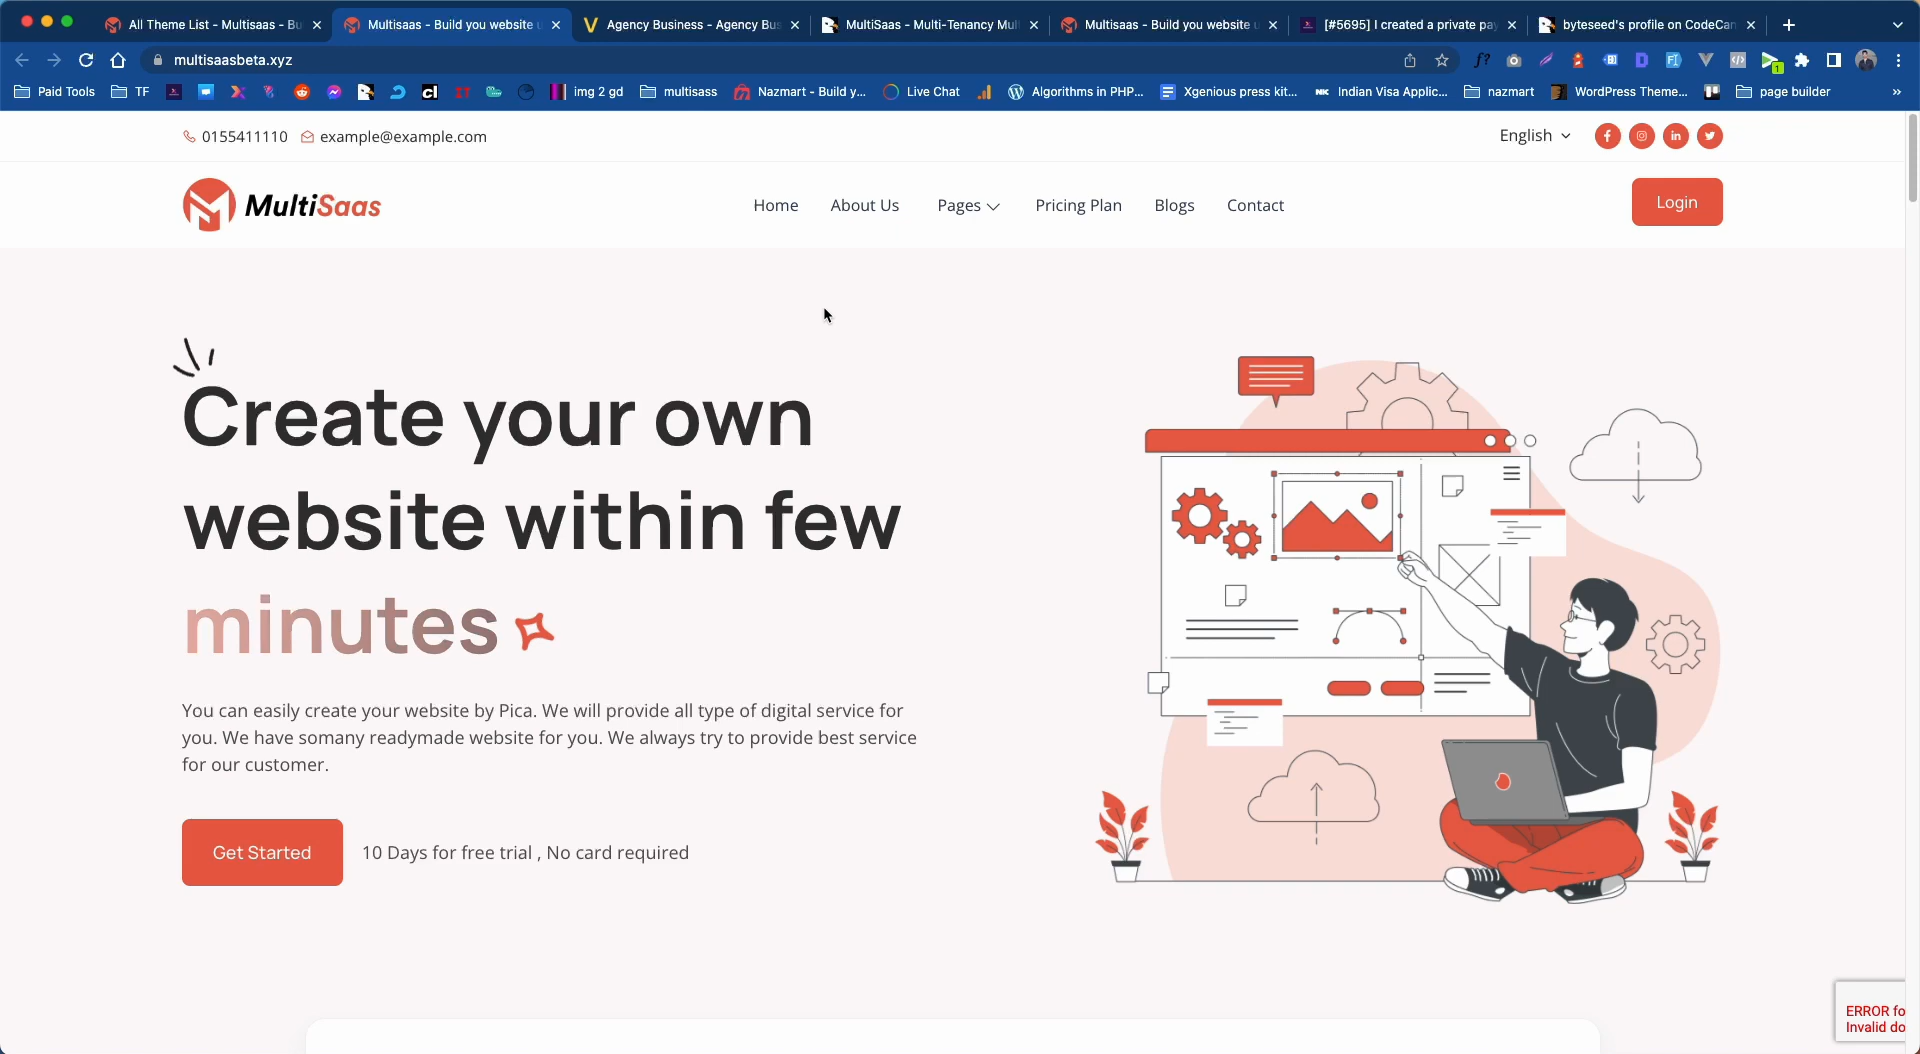 All Theme List - Multisaas - Bu
Multisaas - Build you website u
Agency Business - Agency Bus
MultiSaas - Multi-Tenancy Mul
Multisaas - Build you website u
[#5695] I created a private pay
byteseed's profile on CodeCan
multisaasbeta.xyz
Paid Tools
TF
img 2 gd
multisass
Nazmart - Build y...
Live Chat
Algorithms in PHP...
Xgenious press kit...
Indian Visa Applic...
nazmart
WordPress Theme...
page builder
0155411110
example@example.com
English
MultiSaas
Home
About Us
Pages
Pricing Plan
Blogs
Contact
Login
Create your own
website within few
minutes
You can easily create your website by Pica. We will provide all type of digital service for
you. We have somany readymade website for you. We always try to provide best service
for our customer.
Get Started
10 Days for free trial , No card required
ERROR fo
Invalid do